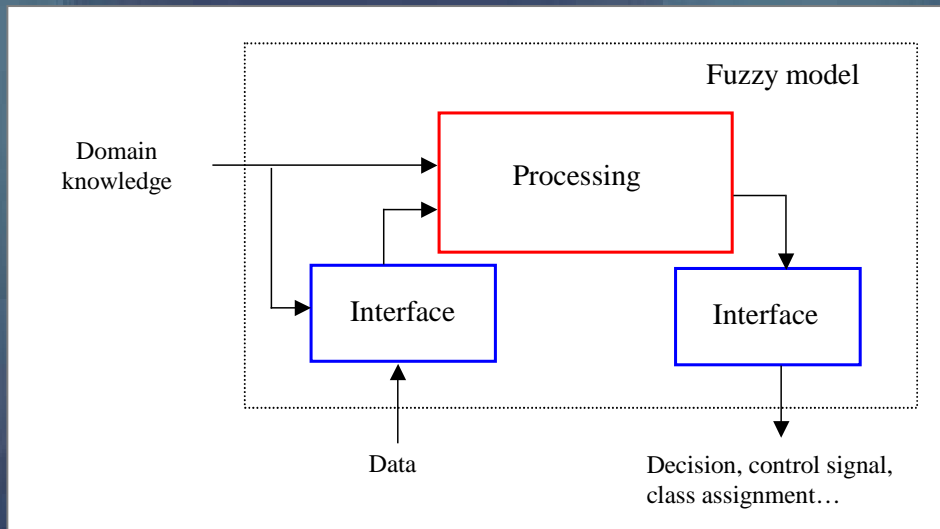 Fuzzy model
Domain
knowledge
Processing
Interface
Interface
Data
Decision, control signal,
class assignment…